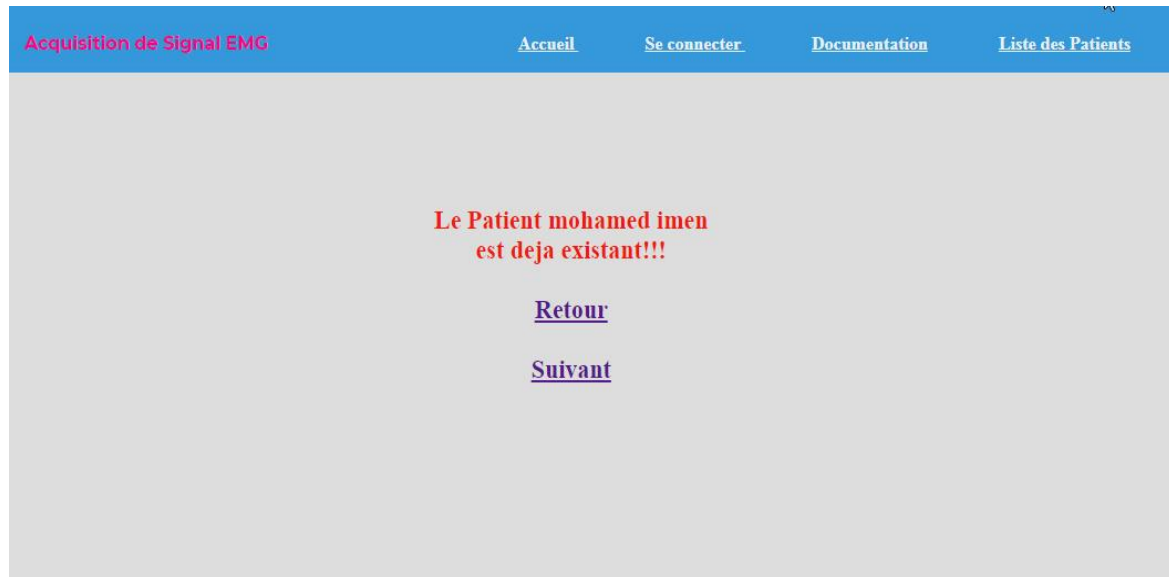 Acquisition de Signal EMG
Accueil
Se connecter
Documentation
Liste des Patients
Le Patient mohamed imen
est deja existant!!!
Retour
Suivant